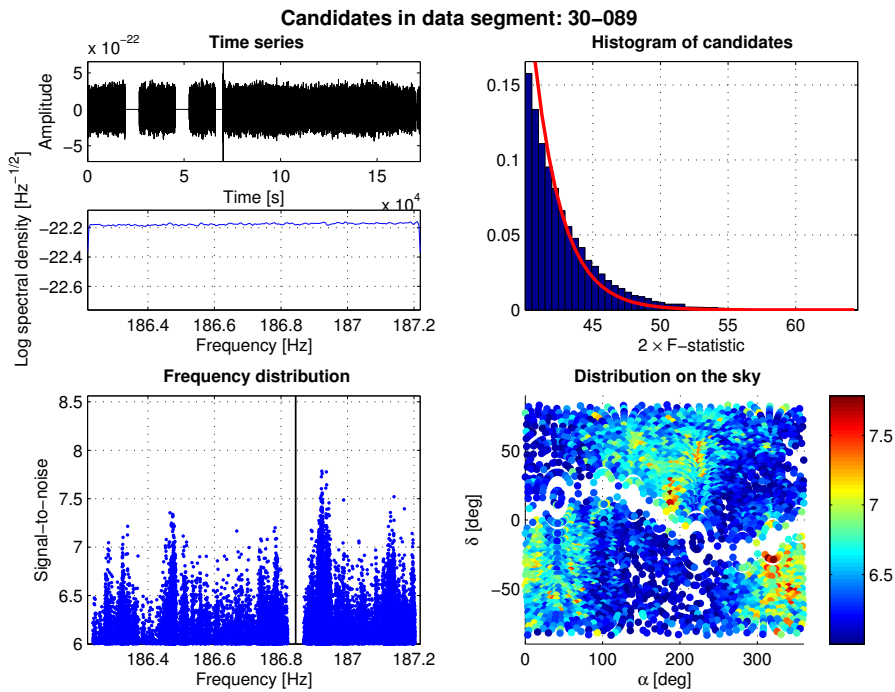 Candidates in data segment: 30−089
Time series
x 10−22
5
0
−5
Amplitude
0 5 10 15
Time [s]
x 10 4
−22.2
−22.4
−22.6
Log spectral density [Hz−1/2]
186.4 186.6 186.8 187 187.2
Frequency [Hz]
Histogram of candidates
0.15
0.1
0.05
0
45 50 55 60
2 × F−statistic
Frequency distribution
8.5
8
7.5
7
6.5
6
Signal−to−noise
186.4 186.6 186.8 187 187.2
Frequency [Hz]
Distribution on the sky
50
0
−50
δ [deg]
0 100 200 300
α [deg]
7.5
7
6.5